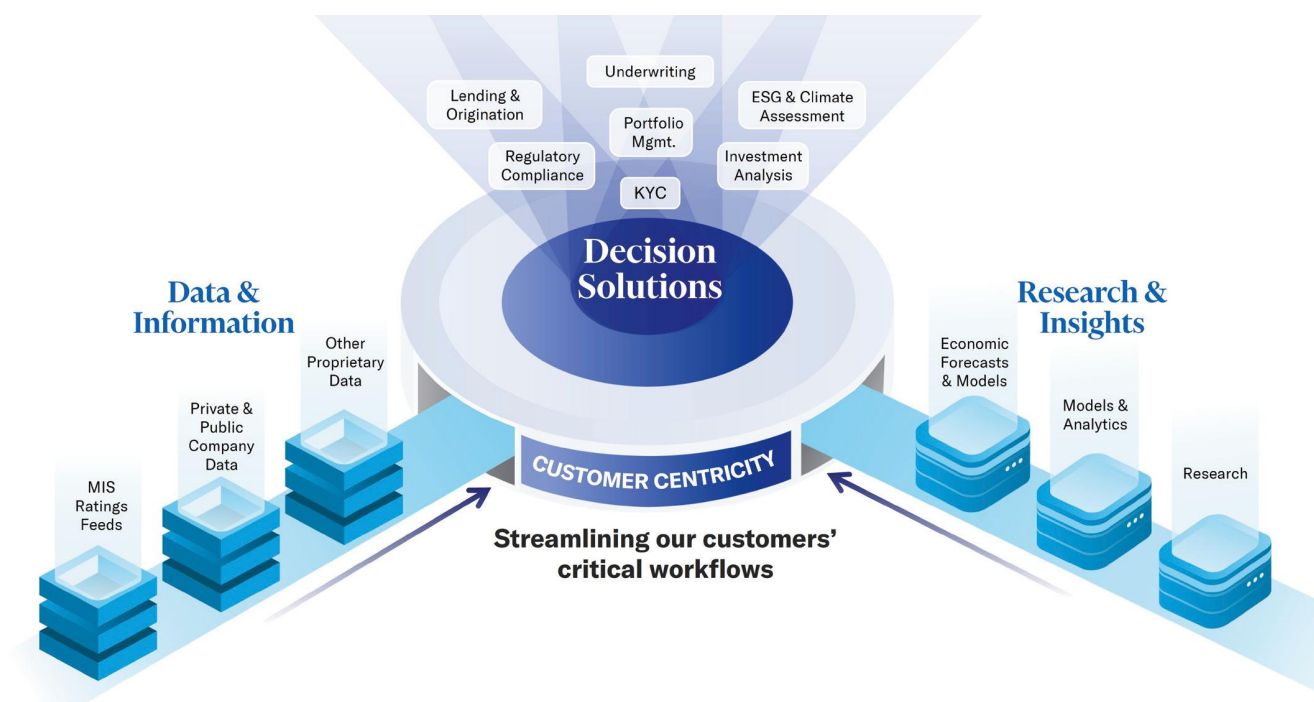 Underwriting
Lending &
Origination
ESG & Climate
Assessment
Portfolio
Mgmt.
Regulatory
Compliance
Investment
Analysis
KYC
Decision
Solutions
Data &
Information
Research &
Insights
Other
Proprietary
Data
Private &
Public
Company
Data
MIS
Ratings
Feeds
Economic
Forecasts
& Models
Models &
Analytics
Research
CUSTOMER CENTRICITY
Streamlining our customers’
critical workflows